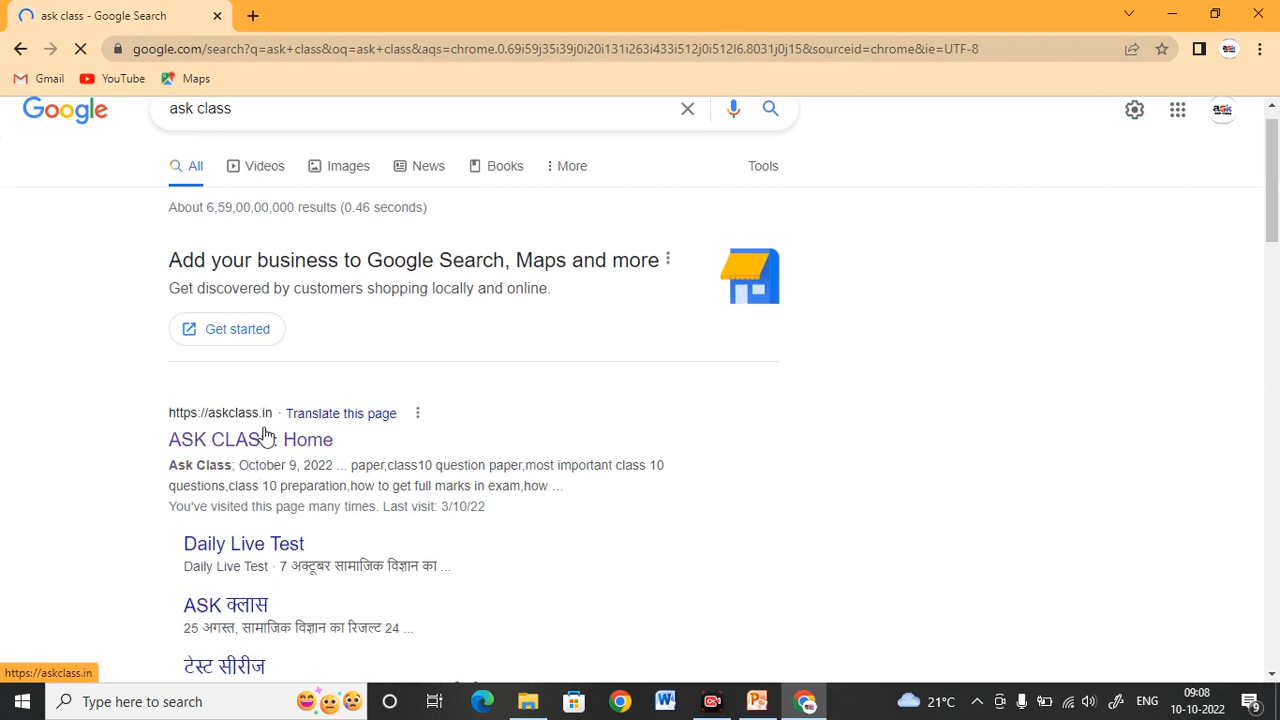 ask class - Google Search
google.com/search?q=ask+class&oq=ask+class&aqs=chrome.0.69i59j35i39j0i20i131i263i433i512j0i512l6.8031j0j15&sourceid=chrome&ie=UTF-8
Gmail YouTube Maps
Google ask class ask
All Videos Images News Books More Tools
About 6,59,00,00,000 results (0.46 seconds)
Add your business to Google Search, Maps and more
Get discovered by customers shopping locally and online.
Get started
https://askclass.in · Translate this page
ASK CLASS: Home
Ask Class; October 9, 2022 ... paper,class10 question paper,most important class 10
questions,class 10 preparation,how to get full marks in exam,how ...
You've visited this page many times. Last visit: 3/10/22
Daily Live Test
Daily Live Test · 7 अक्टूबर सामाजिक विज्ञान का ...
ASK क्लास
25 अगस्त, सामाजिक विज्ञान का रिजल्ट 24 ...
टेस्ट सीरीज
https://askclass.in
Type here to search 21°C ENG 09:08
10-10-2022 9